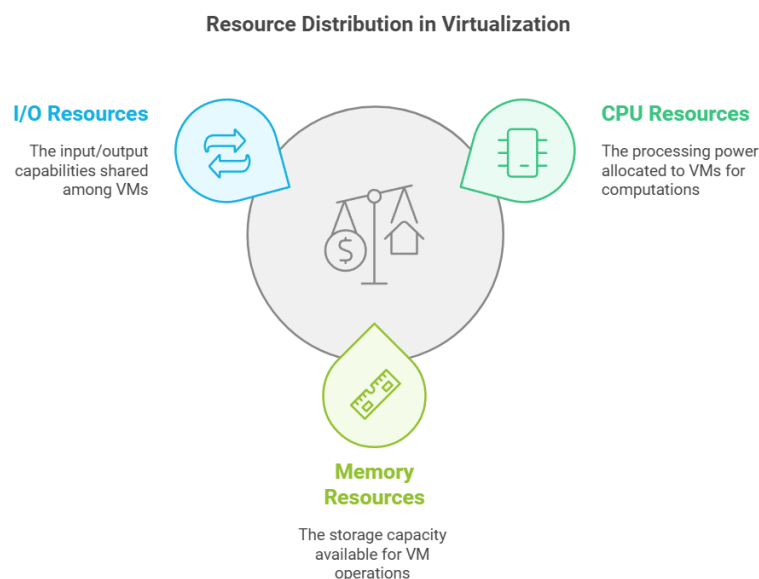 Resource Distribution in Virtualization
I/O Resources
The input/output
capabilities shared
among VMs
CPU Resources
The processing power
allocated to VMs for
computations
$
Memory
Resources
The storage capacity
available for VM
operations